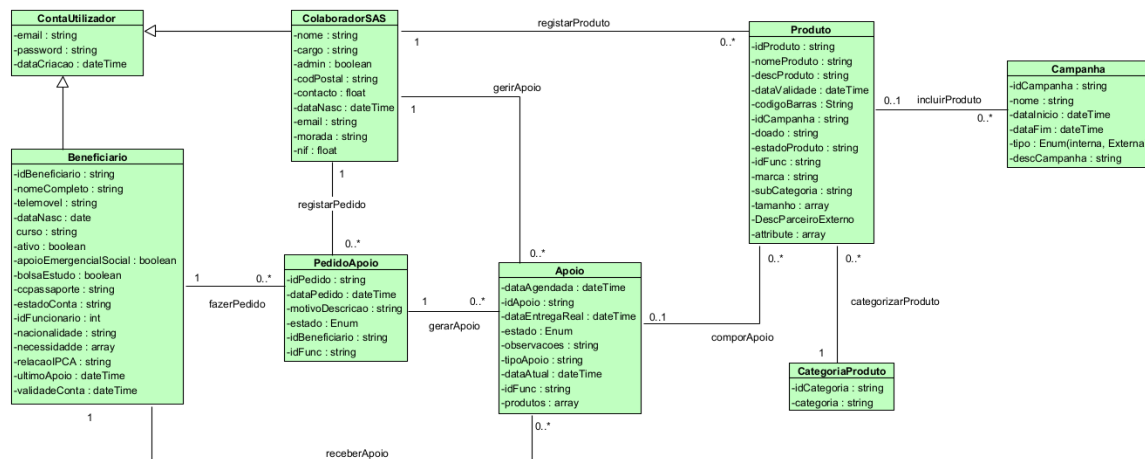 ContaUtilizador
-email : string
-password : string
-dataCriacao : dateTime
ColaboradorSAS
-nome : string
-cargo : string
-admin : boolean
-codPostal : string
-contacto : float
-dataNasc : dateTime
-email : string
-morada : string
-nif : float
registarProduto
1
0..*
Produto
-idProduto : string
-nomeProduto : string
-descProduto : string
-dataValidade : dateTime
-codigoBarras : String
-idCampanha : string
-doado : string
-estadoProduto : string
-idFunc : string
-marca : string
-subCategoria : string
-tamanho : array
-DescParceiroExterno
-attribute : array
0..1
incluirProduto
0..*
Campanha
-idCampanha : string
-nome : string
-dataInicio : dateTime
-dataFim : dateTime
-tipo : Enum(interna, Externa
-descCampanha : string
gerirApoio
1
0..*
Beneficiario
-idBeneficiario : string
-nomeCompleto : string
-telemovel : string
-dataNasc : date
curso : string
-ativo : boolean
-apoioEmergencialSocial : boolean
-bolsaEstudo : boolean
-ccpassaporte : string
-estadoConta : string
-idFuncionario : int
-nacionalidade : string
-necessidadde : array
-relacaoIPCA : string
-ultimoApoio : dateTime
-validadeConta : dateTime
1
registarPedido
0..*
1
0..*
fazerPedido
PedidoApoio
-idPedido : string
-dataPedido : dateTime
-motivoDescricao : string
-estado : Enum
-idBeneficiario : string
-idFunc : string
1
0..*
gerarApoio
Apoio
-dataAgendada : dateTime
-idApoio : string
-dataEntregaReal : dateTime
-estado : Enum
-observacoes : string
-tipoApoio : string
-dataAtual : dateTime
-idFunc : string
-produtos : array
0..*
0..1
comporApoio
0..*
categorizarProduto
1
CategoriaProduto
-idCategoria : string
-categoria : string
1
0..*
receberApoio